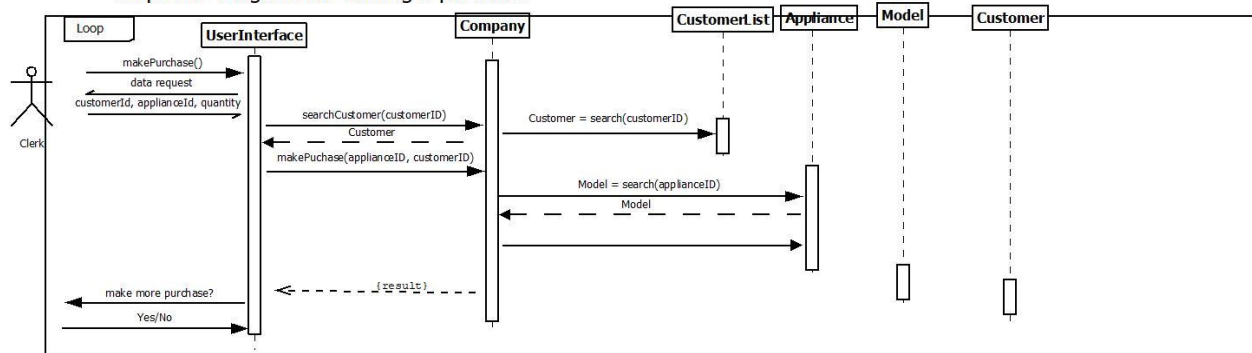 Loop
UserInterface
Company
CustomerList
Appliance
Model
Customer
makePurchase()
data request
customerId, applianceId, quantity
Clerk
searchCustomer(customerID)
Customer = search(customerID)
Customer
makePuchase(applianceID, customerID)
Model = search(applianceID)
Model
{result}
make more purchase?
Yes/No